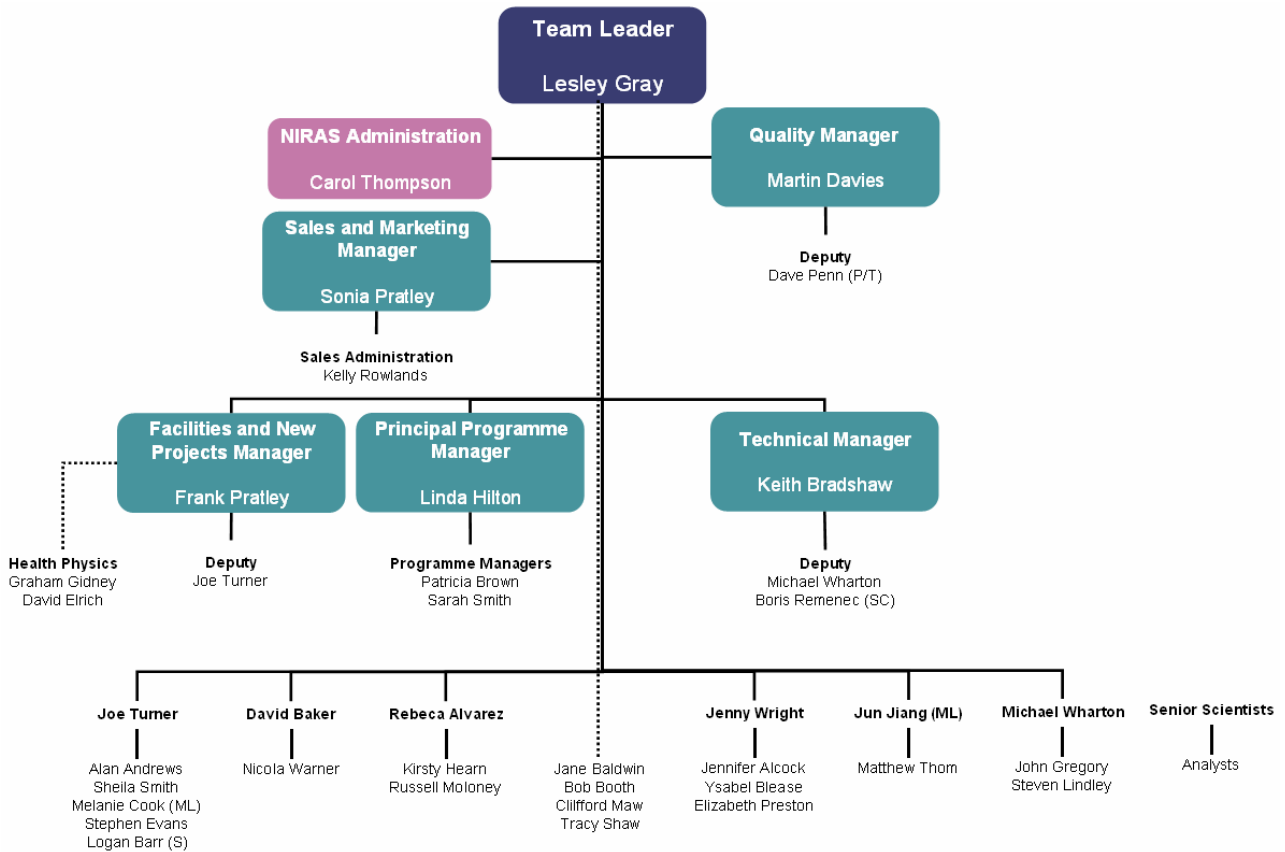 Team Leader
Lesley Gray
NIRAS Administration
Carol Thompson
Quality Manager
Martin Davies
Deputy
Dave Penn (P/T)
Sales and Marketing
Manager
Sonia Pratley
Sales Administration
Kelly Rowlands
Facilities and New
Projects Manager
Frank Pratley
Principal Programme
Manager
Linda Hilton
Technical Manager
Keith Bradshaw
Health Physics
Graham Gidney
David Elrich
Deputy
Joe Turner
Programme Managers
Patricia Brown
Sarah Smith
Deputy
Michael Wharton
Boris Remenec (SC)
Joe Turner
Alan Andrews
Sheila Smith
Melanie Cook (ML)
Stephen Evans
Logan Barr (S)
David Baker
Nicola Warner
Rebeca Alvarez
Kirsty Hearn
Russell Moloney
Jane Baldwin
Bob Booth
Clilfford Maw
Tracy Shaw
Jenny Wright
Jennifer Alcock
Ysabel Blease
Elizabeth Preston
Jun Jiang (ML)
Matthew Thom
Michael Wharton
John Gregory
Steven Lindley
Senior Scientists
Analysts